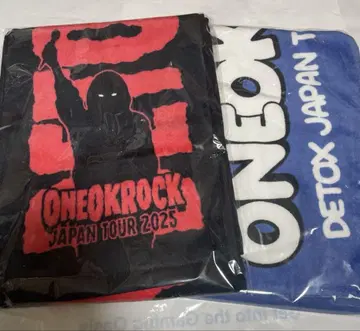 ONEOKROCK
JAPAN TOUR 2025
ONEOK
DETOX JAPAN T